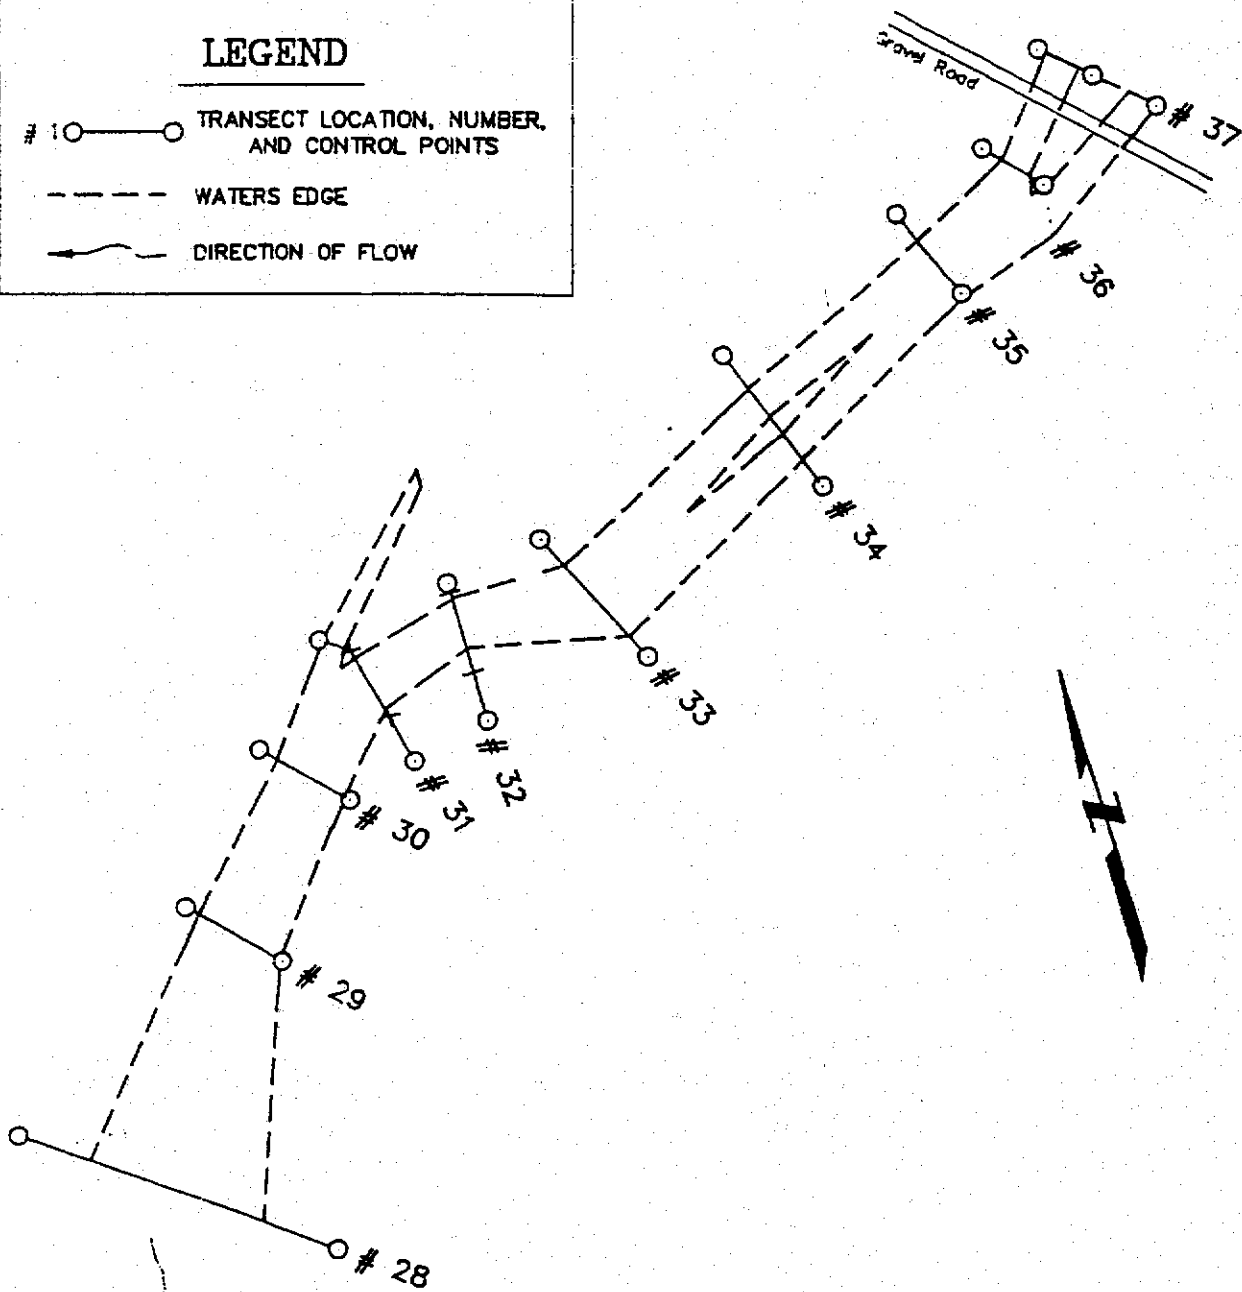 LEGEND
# 1 TRANSECT LOCATION, NUMBER,
AND CONTROL POINTS
WATERS EDGE
DIRECTION OF FLOW
Gravel Road
# 37
# 36
# 35
# 34
# 33
# 32
# 31
# 30
# 29
# 28
N